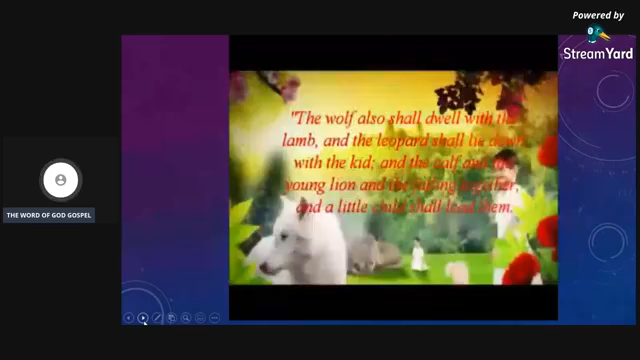 Powered by
StreamYard
"The wolf also shall dwell with the
lamb, and the leopard shall lie down
with the kid; and the calf and the
young lion and the fatling together,
and a little child shall lead them.
THE WORD OF GOD GOSPEL